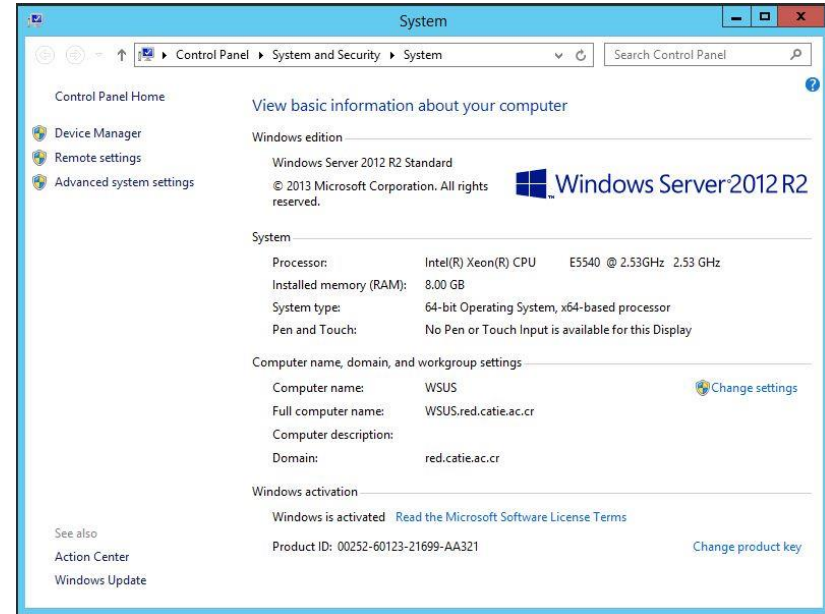 System
Control Panel System and Security System
Search Control Panel
Control Panel Home
Device Manager
Remote settings
Advanced system settings
View basic information about your computer
Windows edition
Windows Server 2012 R2 Standard
© 2013 Microsoft Corporation. All rights
reserved.
Windows Server 2012 R2
System
Processor: Intel(R) Xeon(R) CPU E5540 @ 2.53GHz 2.53 GHz
Installed memory (RAM): 8.00 GB
System type: 64-bit Operating System, x64-based processor
Pen and Touch: No Pen or Touch Input is available for this Display
Computer name, domain, and workgroup settings
Computer name: WSUS Change settings
Full computer name: WSUS.red.catie.ac.cr
Computer description:
Domain: red.catie.ac.cr
Windows activation
Windows is activated Read the Microsoft Software License Terms
Product ID: 00252-60123-21699-AA321 Change product key
See also
Action Center
Windows Update